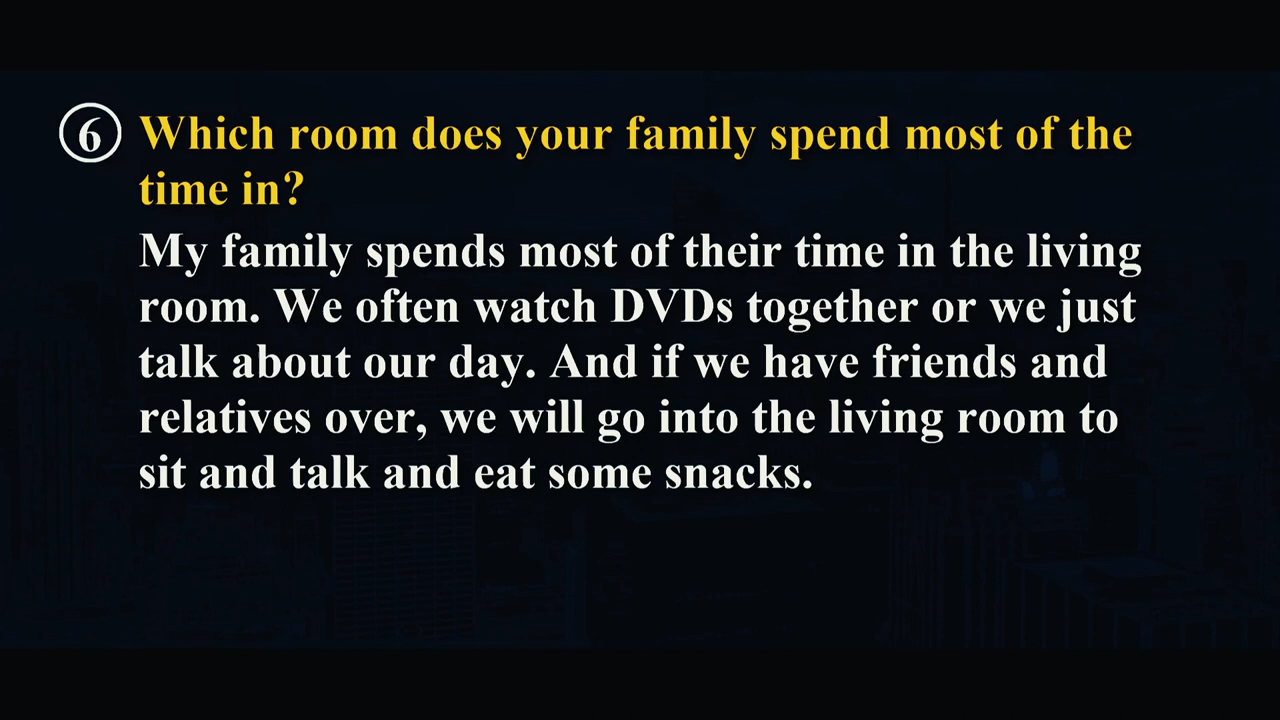 ⑥ Which room does your family spend most of the
time in?
My family spends most of their time in the living
room. We often watch DVDs together or we just
talk about our day. And if we have friends and
relatives over, we will go into the living room to
sit and talk and eat some snacks.